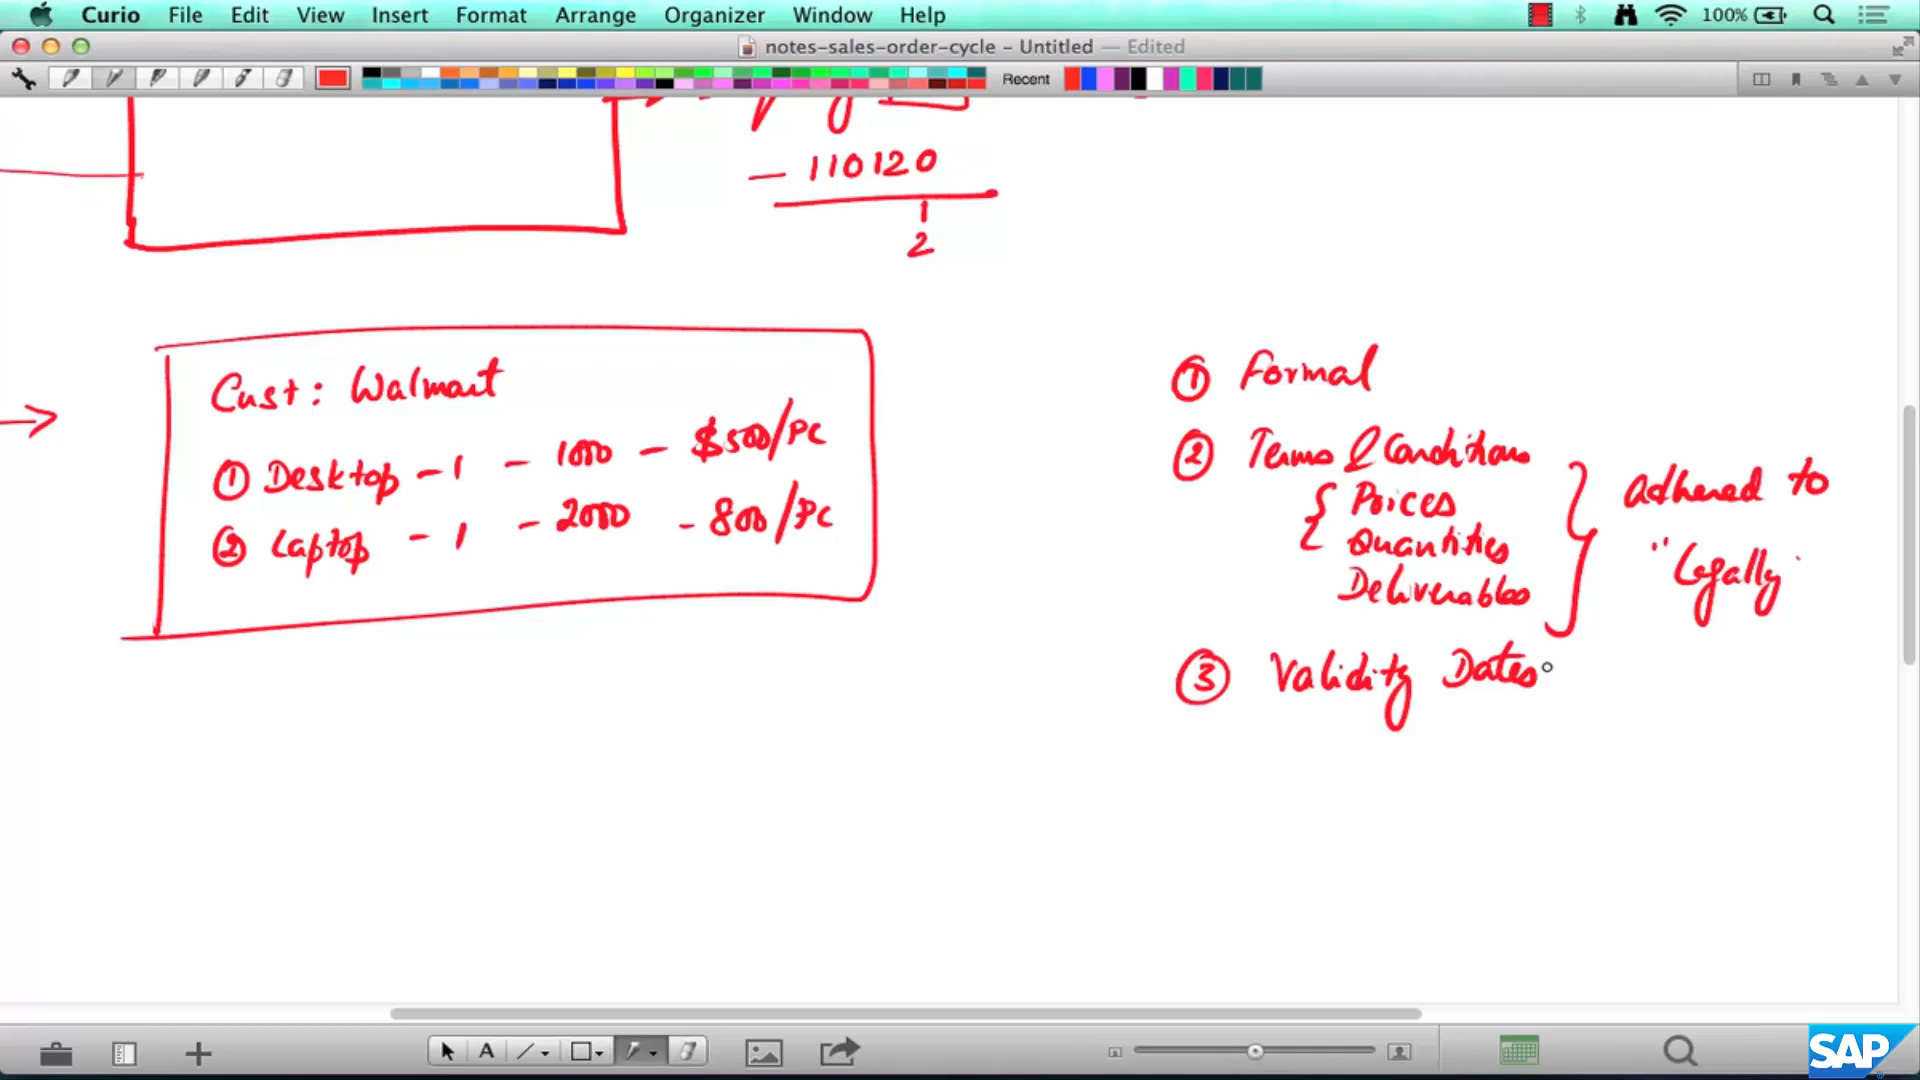 Curio File Edit View Insert Format Arrange Organizer Window Help 100%
notes-sales-order-cycle - Untitled — Edited
Recent
- 110120
1
2
Cust: Walmart
① Desktop - 1 - 1000 - $500/PC
② Laptop - 1 - 2000 - 800/PC
① Formal
② Terms & Conditions
{ Prices
Quantities
Deliverables
} adhered to
"Legally"
③ Validity Dates
A
SAP